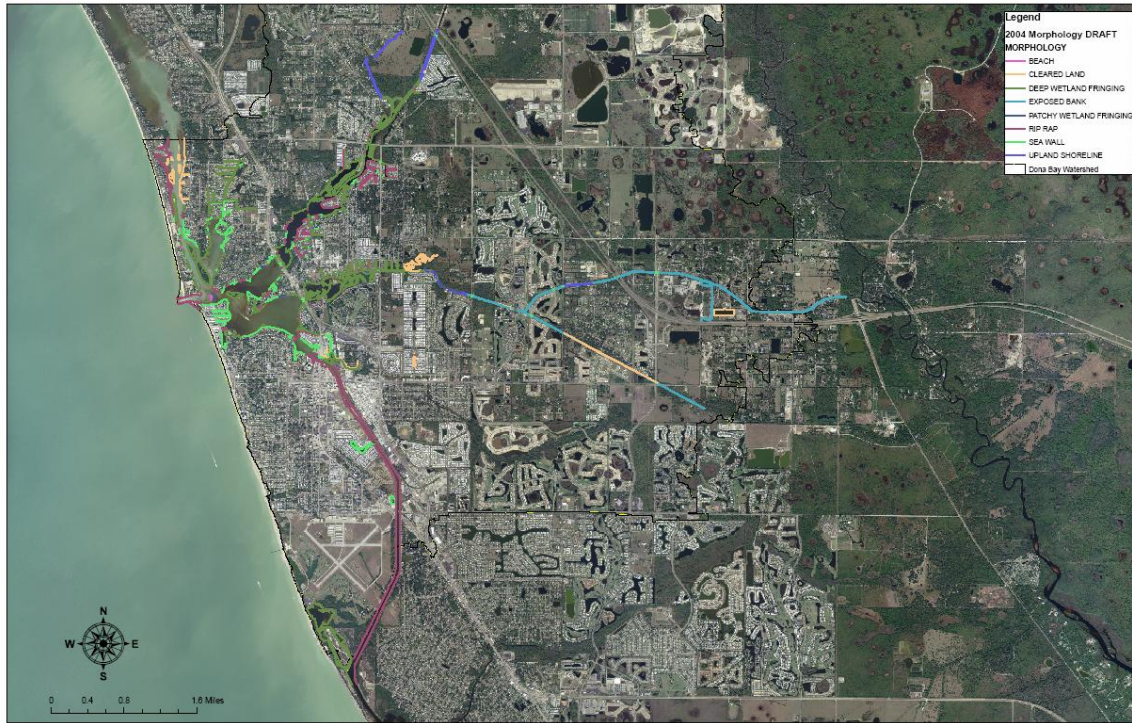 Legend
2004 Morphology DRAFT
MORPHOLOGY
BEACH
CLEARED LAND
DEEP WETLAND FRINGING
EXPOSED BANK
PATCHY WETLAND FRINGING
RIP RAP
SEA WALL
UPLAND SHORELINE
Dona Bay Watershed
N
W E
S
0 0.4 0.8 1.6 Miles